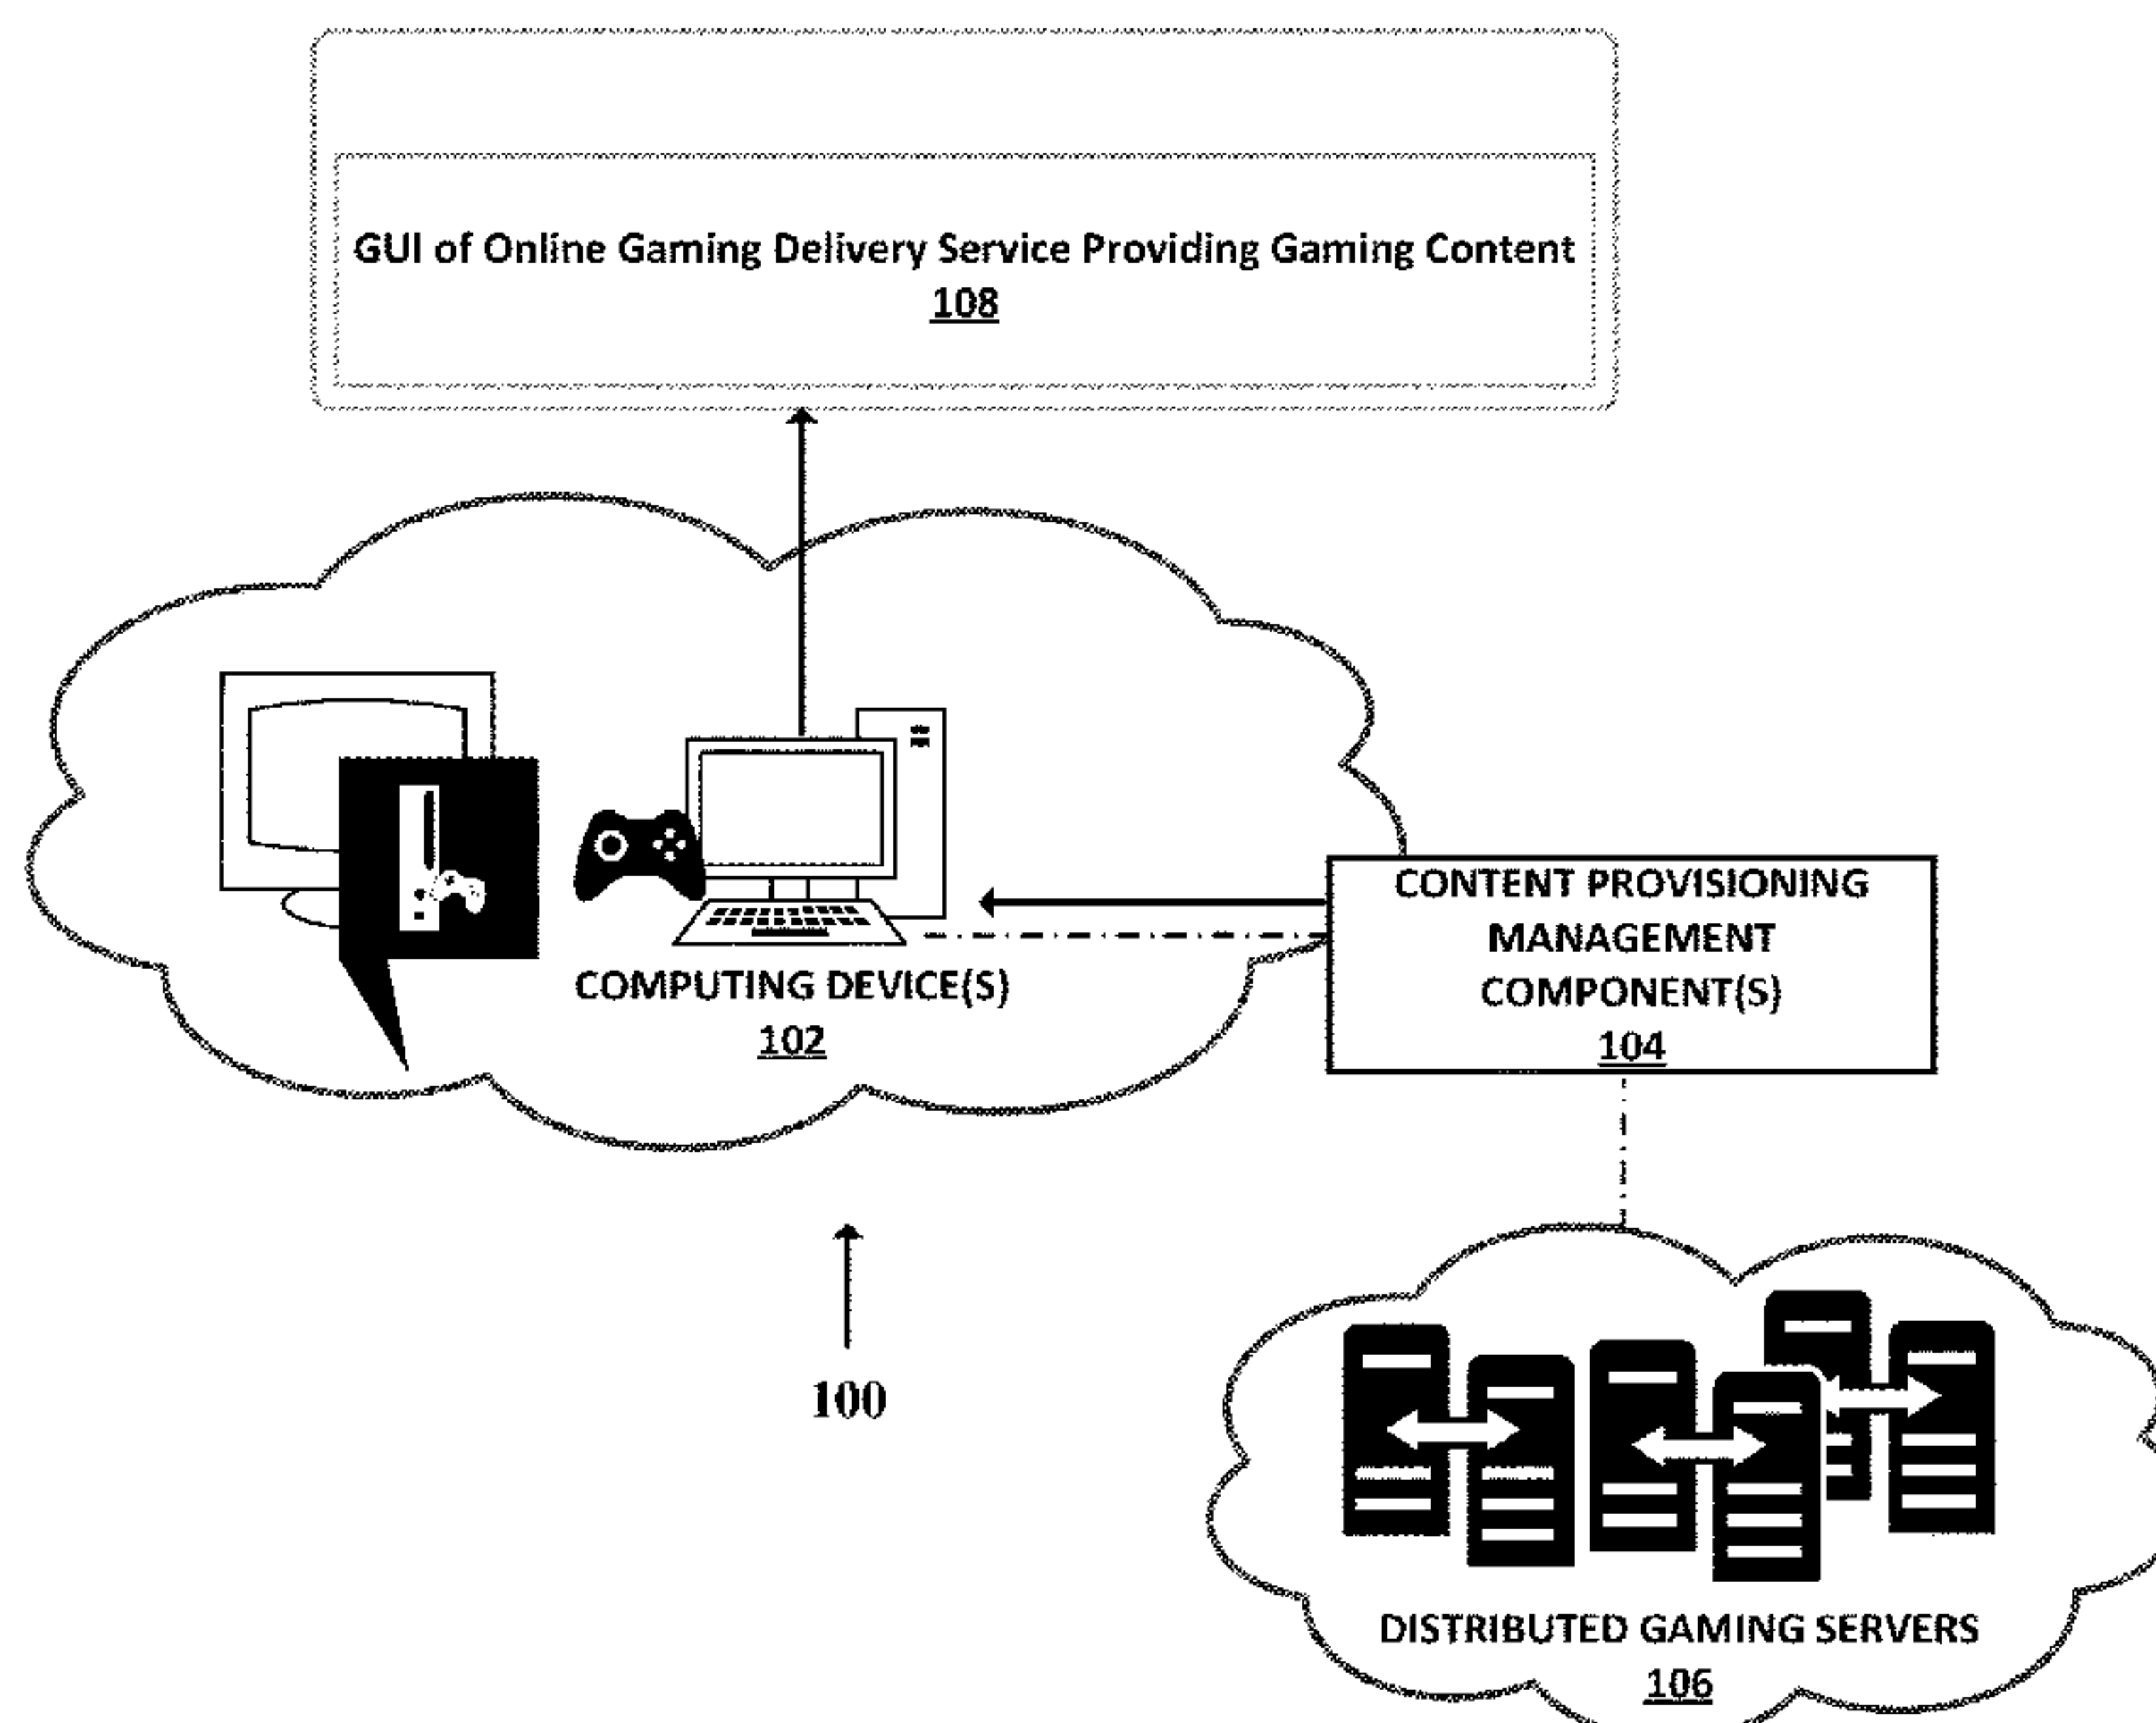 GUI of Online Gaming Delivery Service Providing Gaming Content
108
CONTENT PROVISIONING
MANAGEMENT
COMPONENT(S)
104
COMPUTING DEVICE(S)
102
100
DISTRIBUTED GAMING SERVERS
106